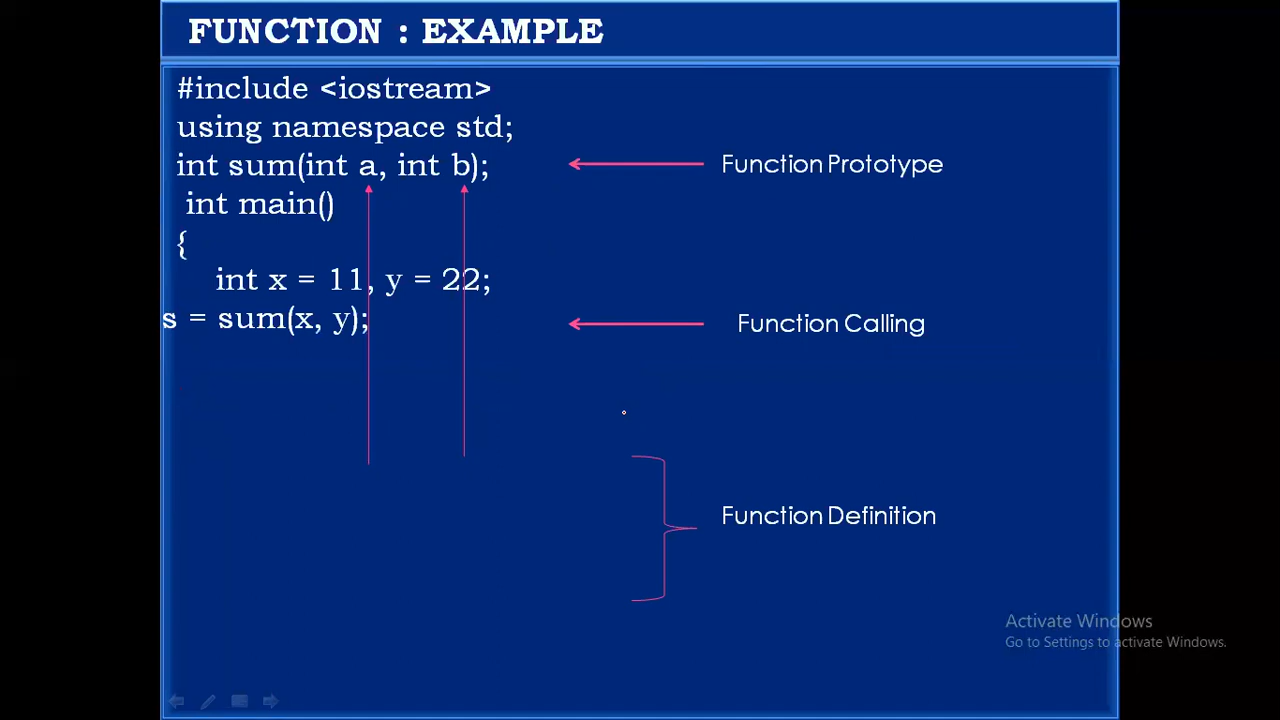 FUNCTION : EXAMPLE
#include <iostream>
using namespace std;
int sum(int a, int b);
Function Prototype
int main()
{
int x = 11, y = 22;
s = sum(x, y);
Function Calling
Function Definition
Activate Windows
Go to Settings to activate Windows.